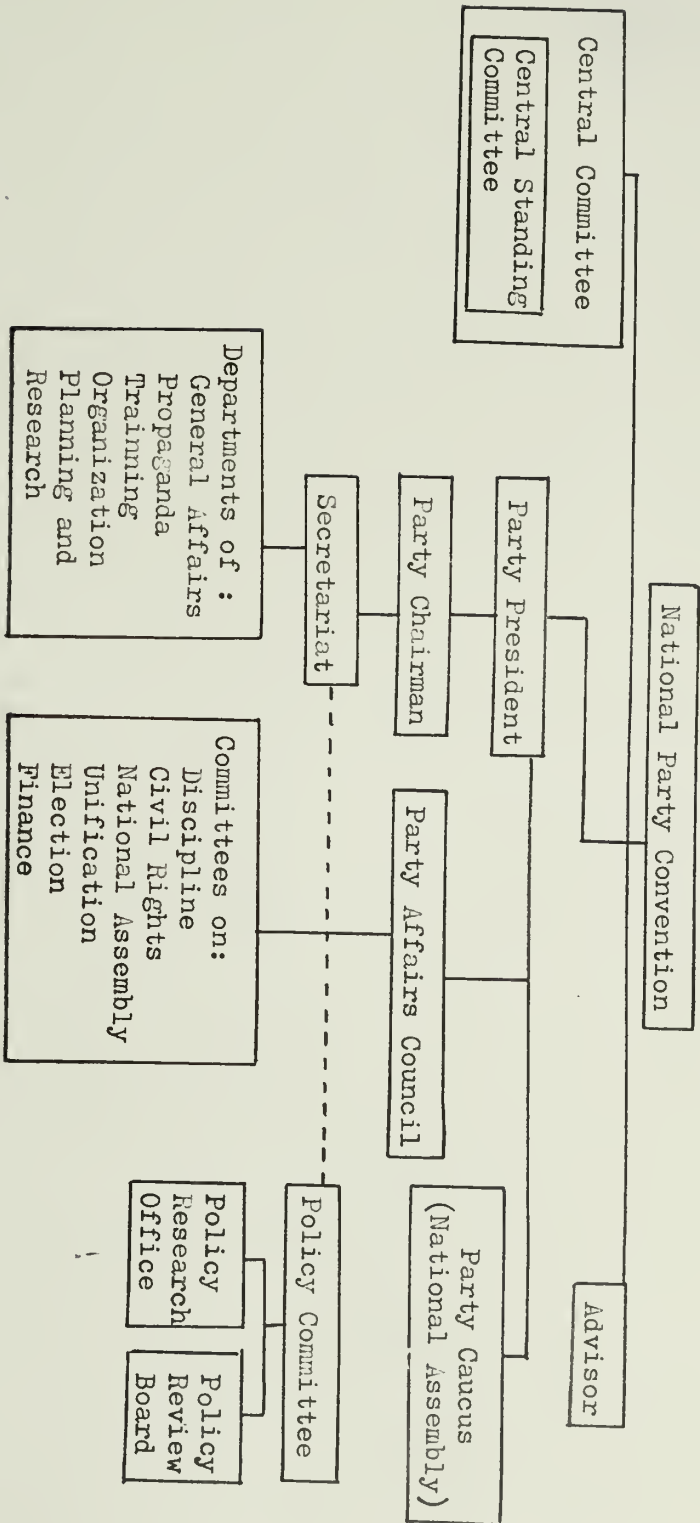 National Party Convention
Central Committee
Central Standing
Committee
Advisor
Party President
Party Caucus
(National Assembly)
Party Chairman
Party Affairs Council
Secretariat
Policy Committee
Departments of :
General Affairs
Propaganda
Trainning
Organization
Planning and
Research
Committees on:
Discipline
Civil Rights
National Assembly
Unification
Election
Finance
Policy
Research
Office
Policy
Review
Board